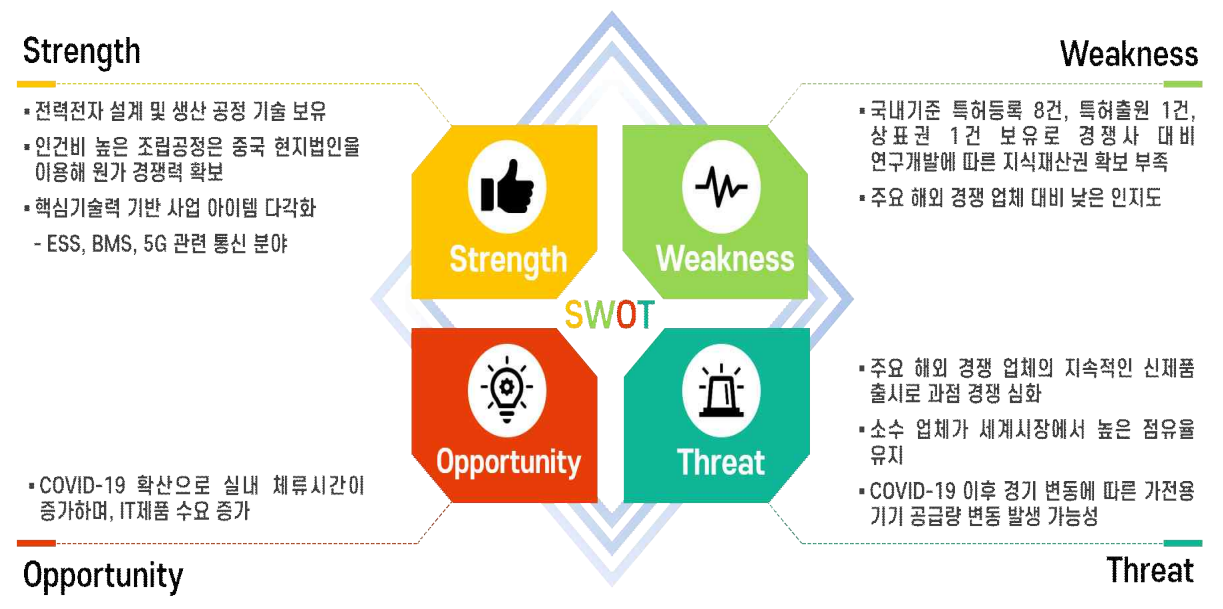 Strength
▪ 전력전자 설계 및 생산 공정 기술 보유
▪ 인건비 높은 조립공정은 중국 현지법인을
이용해 원가 경쟁력 확보
▪ 핵심기술력 기반 사업 아이템 다각화
- ESS, BMS, 5G 관련 통신 분야
Weakness
▪ 국내기준 특허등록 8건, 특허출원 1건,
상표권 1건 보유로 경쟁사 대비
연구개발에 따른 지식재산권 확보 부족
▪ 주요 해외 경쟁 업체 대비 낮은 인지도
Strength
Weakness
SWOT
Opportunity
Threat
▪ COVID-19 확산으로 실내 체류시간이
증가하며, IT제품 수요 증가
Opportunity
▪ 주요 해외 경쟁 업체의 지속적인 신제품
출시로 과점 경쟁 심화
▪ 소수 업체가 세계시장에서 높은 점유율
유지
▪ COVID-19 이후 경기 변동에 따른 가전용
기기 공급량 변동 발생 가능성
Threat